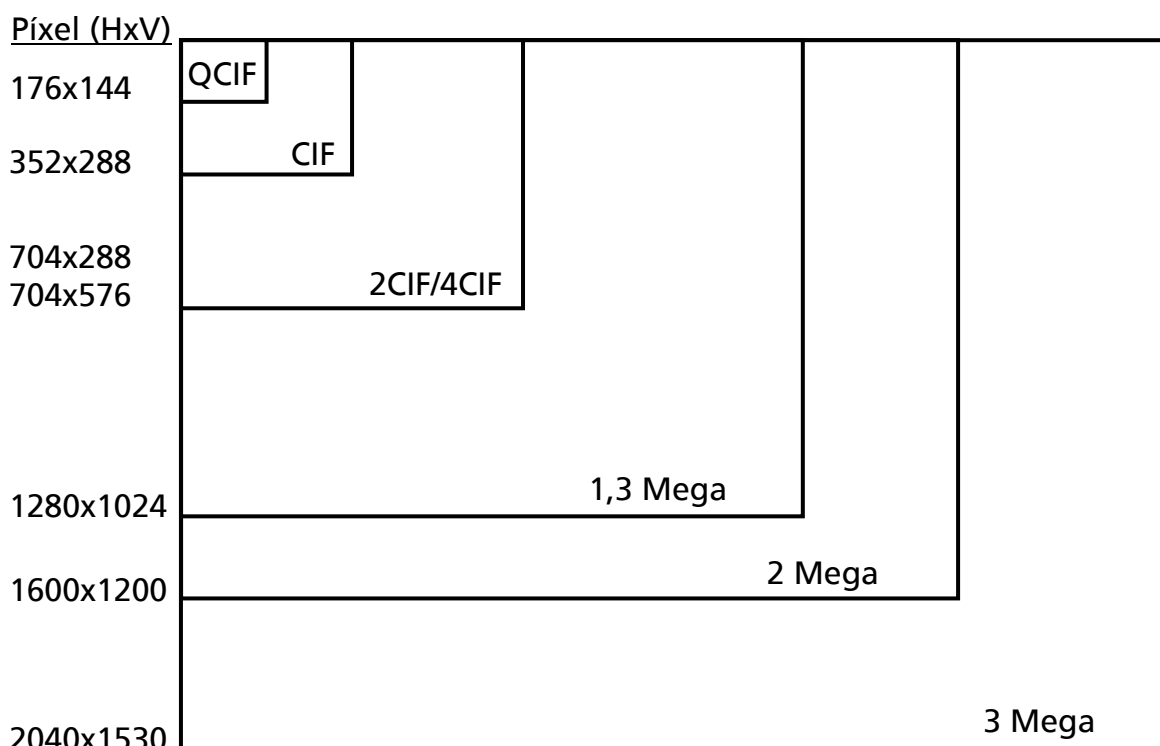 Píxel (HxV)
176x144
QCIF
352x288
CIF
704x288
704x576
2CIF/4CIF
1280x1024
1,3 Mega
1600x1200
2 Mega
2040x1530
3 Mega